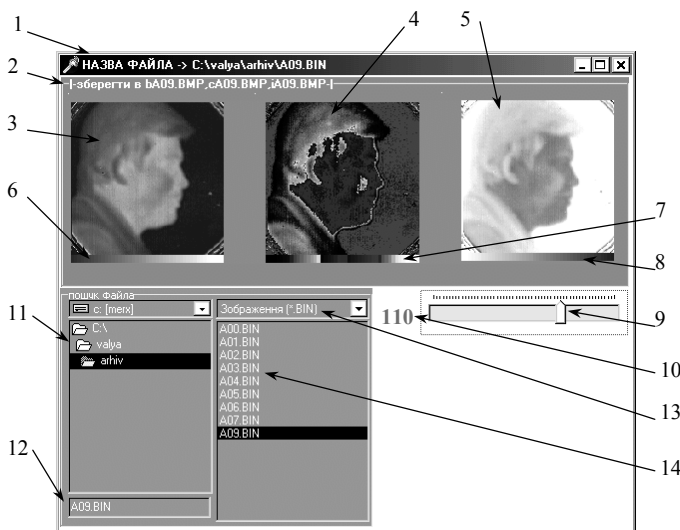 1
4
5
НАЗВА ФАЙЛА -> C:\valya\arhiv\A09.BIN
2
|-зберегти в bA09.BMP,cA09.BMP,iA09.BMP-|
3
6
7
8
пошук файла
11
c: [merx]
Зображення (*.BIN)
110
9
C:\
valya
arhiv
A00.BIN
A01.BIN
A02.BIN
A03.BIN
A04.BIN
A05.BIN
A06.BIN
A07.BIN
A09.BIN
10
13
12
14
A09.BIN